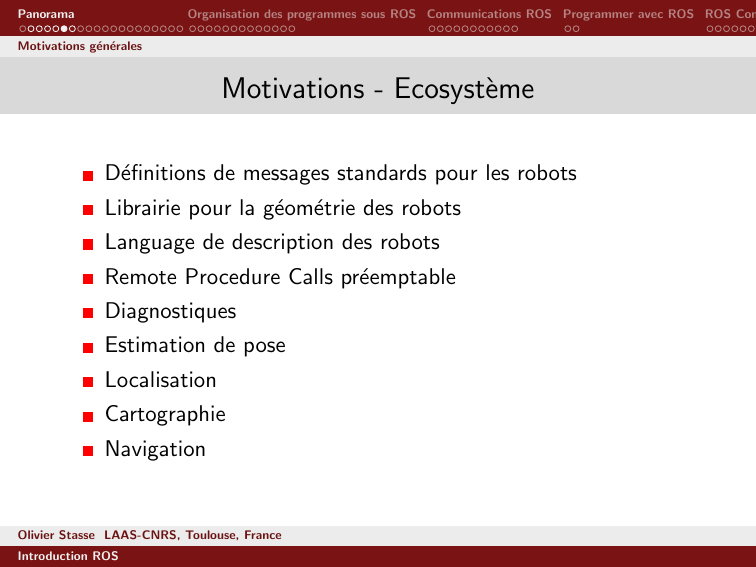 Panorama Organisation des programmes sous ROS Communications ROS Programmer avec ROS ROS Con
Motivations générales
Motivations - Ecosystème
Définitions de messages standards pour les robots
Librairie pour la géométrie des robots
Language de description des robots
Remote Procedure Calls préemptable
Diagnostiques
Estimation de pose
Localisation
Cartographie
Navigation
Olivier Stasse LAAS-CNRS, Toulouse, France
Introduction ROS